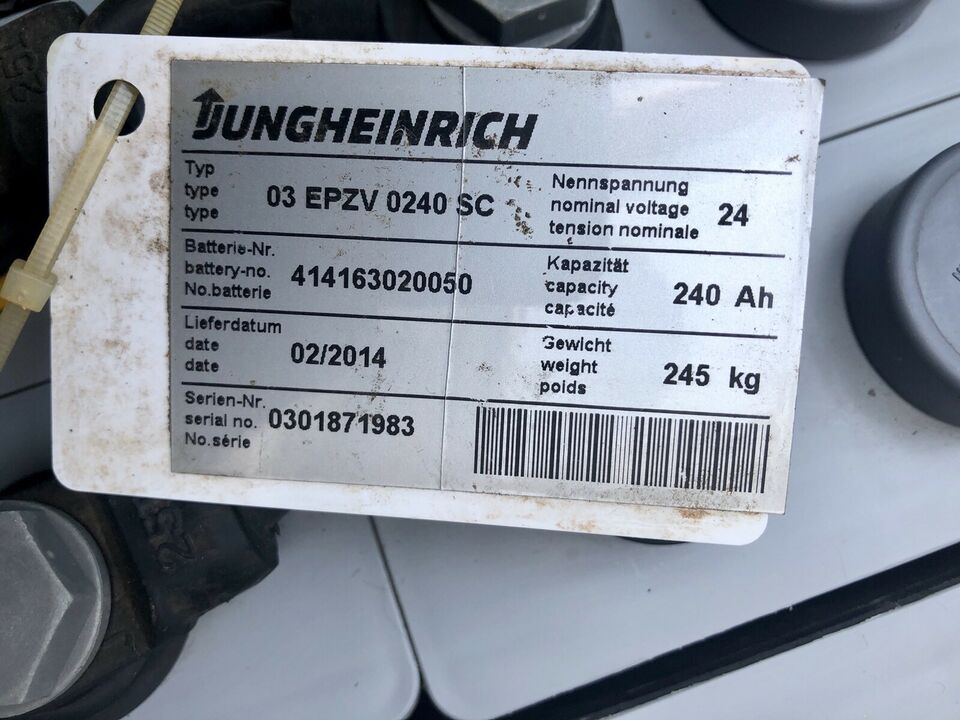 JUNGHEINRICH
Typ
type
type
03 EPZV 0240 SC
Nennspannung
nominal voltage
tension nominale
24
Batterie-Nr.
battery-no.
No.batterie
414163020050
Kapazität
capacity
capacité
240 Ah
Lieferdatum
date
date
02/2014
Gewicht
weight
poids
245 kg
Serien-Nr.
serial no.
No.série
0301871983